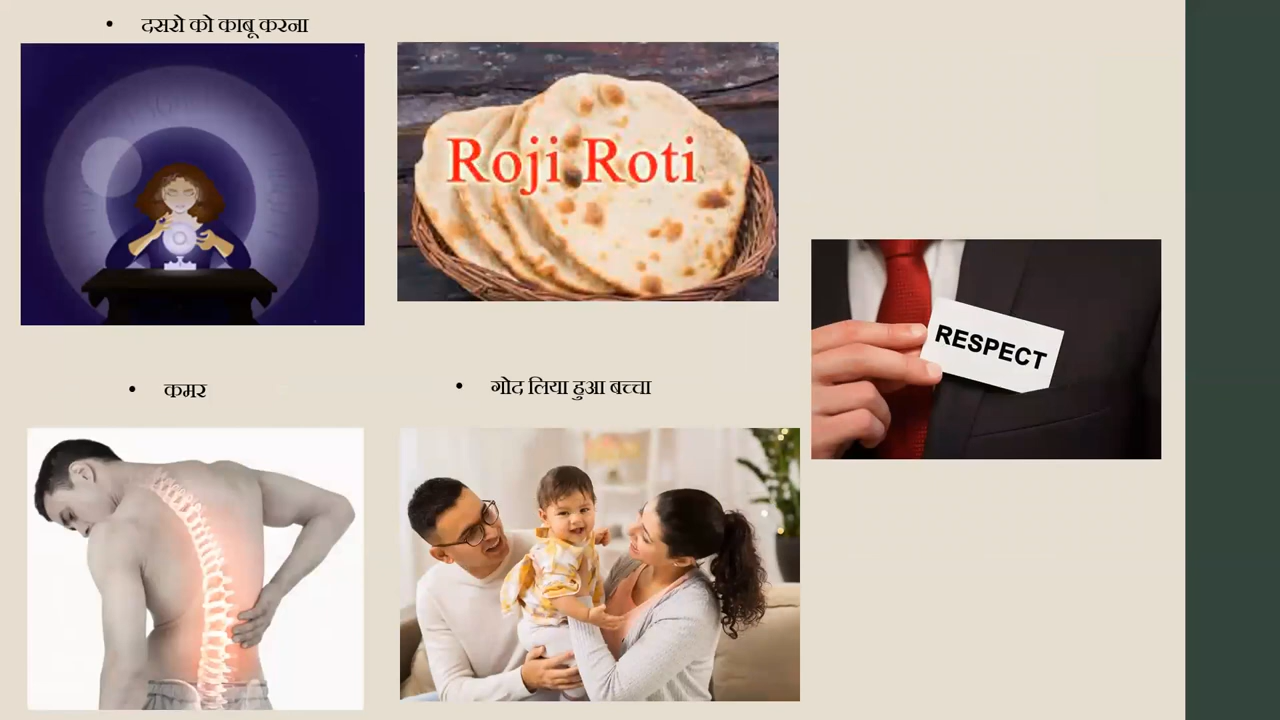 दसरो को काबू करना
Roji Roti
RESPECT
कमर
गोद लिया हुआ बच्चा